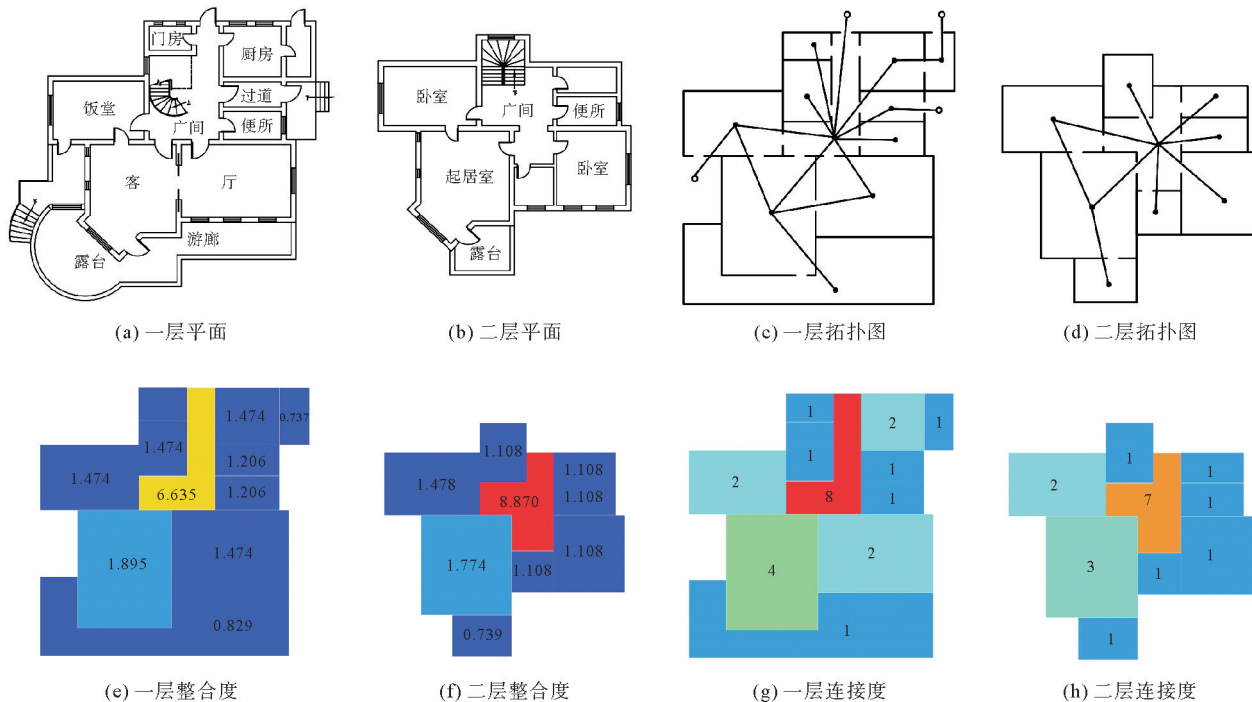 门房
厨房
饭堂
过道
广间
便所
客
厅
游廊
露台
(a) 一层平面
卧室
广间
便所
起居室
卧室
露台
(b) 二层平面
(c) 一层拓扑图
(d) 二层拓扑图
1.474
0.737
1.474
1.474
1.206
6.635
1.206
1.895
1.474
0.829
(e) 一层整合度
1.108
1.478
1.108
8.870
1.108
1.774
1.108
1.108
0.739
(f) 二层整合度
1
2
1
2
1
1
8
1
4
2
1
(g) 一层连接度
1
2
1
7
1
3
1
1
1
(h) 二层连接度